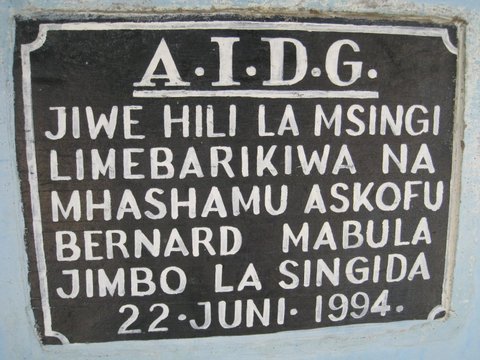 A.I.D.G.
JIWE HILI LA MSINGI
LIMEBARIKIWA NA
MHASHAMU ASKOFU
BERNARD MABULA
JIMBO LA SINGIDA
22·JUNI·1994.